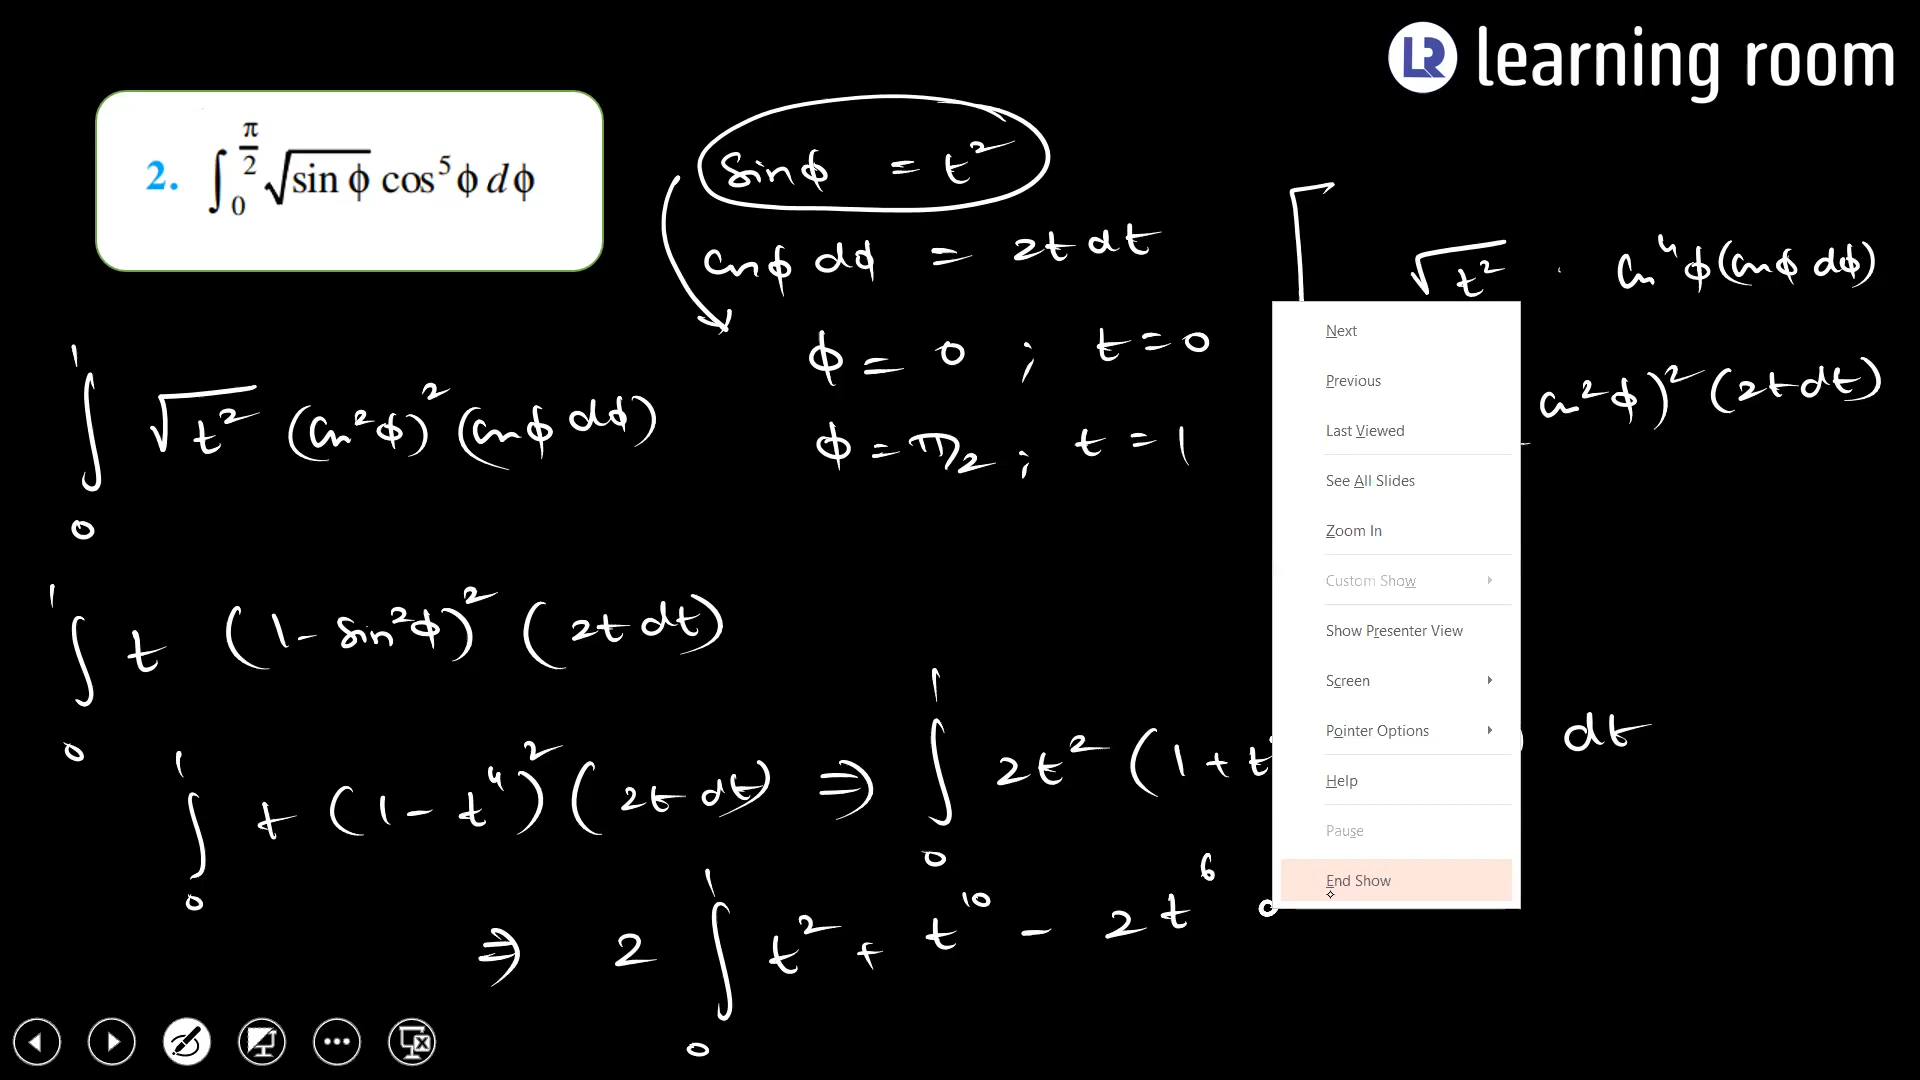 learning room
2. ∫₀^(π/2) √(sin ϕ) cos⁵ ϕ dϕ
sinϕ = t²
cosϕ dϕ = 2t dt
ϕ = 0 ; t = 0
ϕ = π/2 ; t = 1
√(t²) · cos⁴ϕ (cosϕ dϕ)
cos²ϕ)² (2t dt)
∫₀¹ √(t²) (cos²ϕ)² (cosϕ dϕ)
∫₀¹ t (1 - sin²ϕ)² (2t dt)
∫₀¹ t (1 - t⁴)² (2t dt) ⇒ ∫₀¹ 2t² (1 + t dt
⇒ 2 ∫₀¹ t² + t¹⁰ - 2t⁶
Next
Previous
Last Viewed
See All Slides
Zoom In
Custom Show
Show Presenter View
Screen
Pointer Options
Help
Pause
End Show